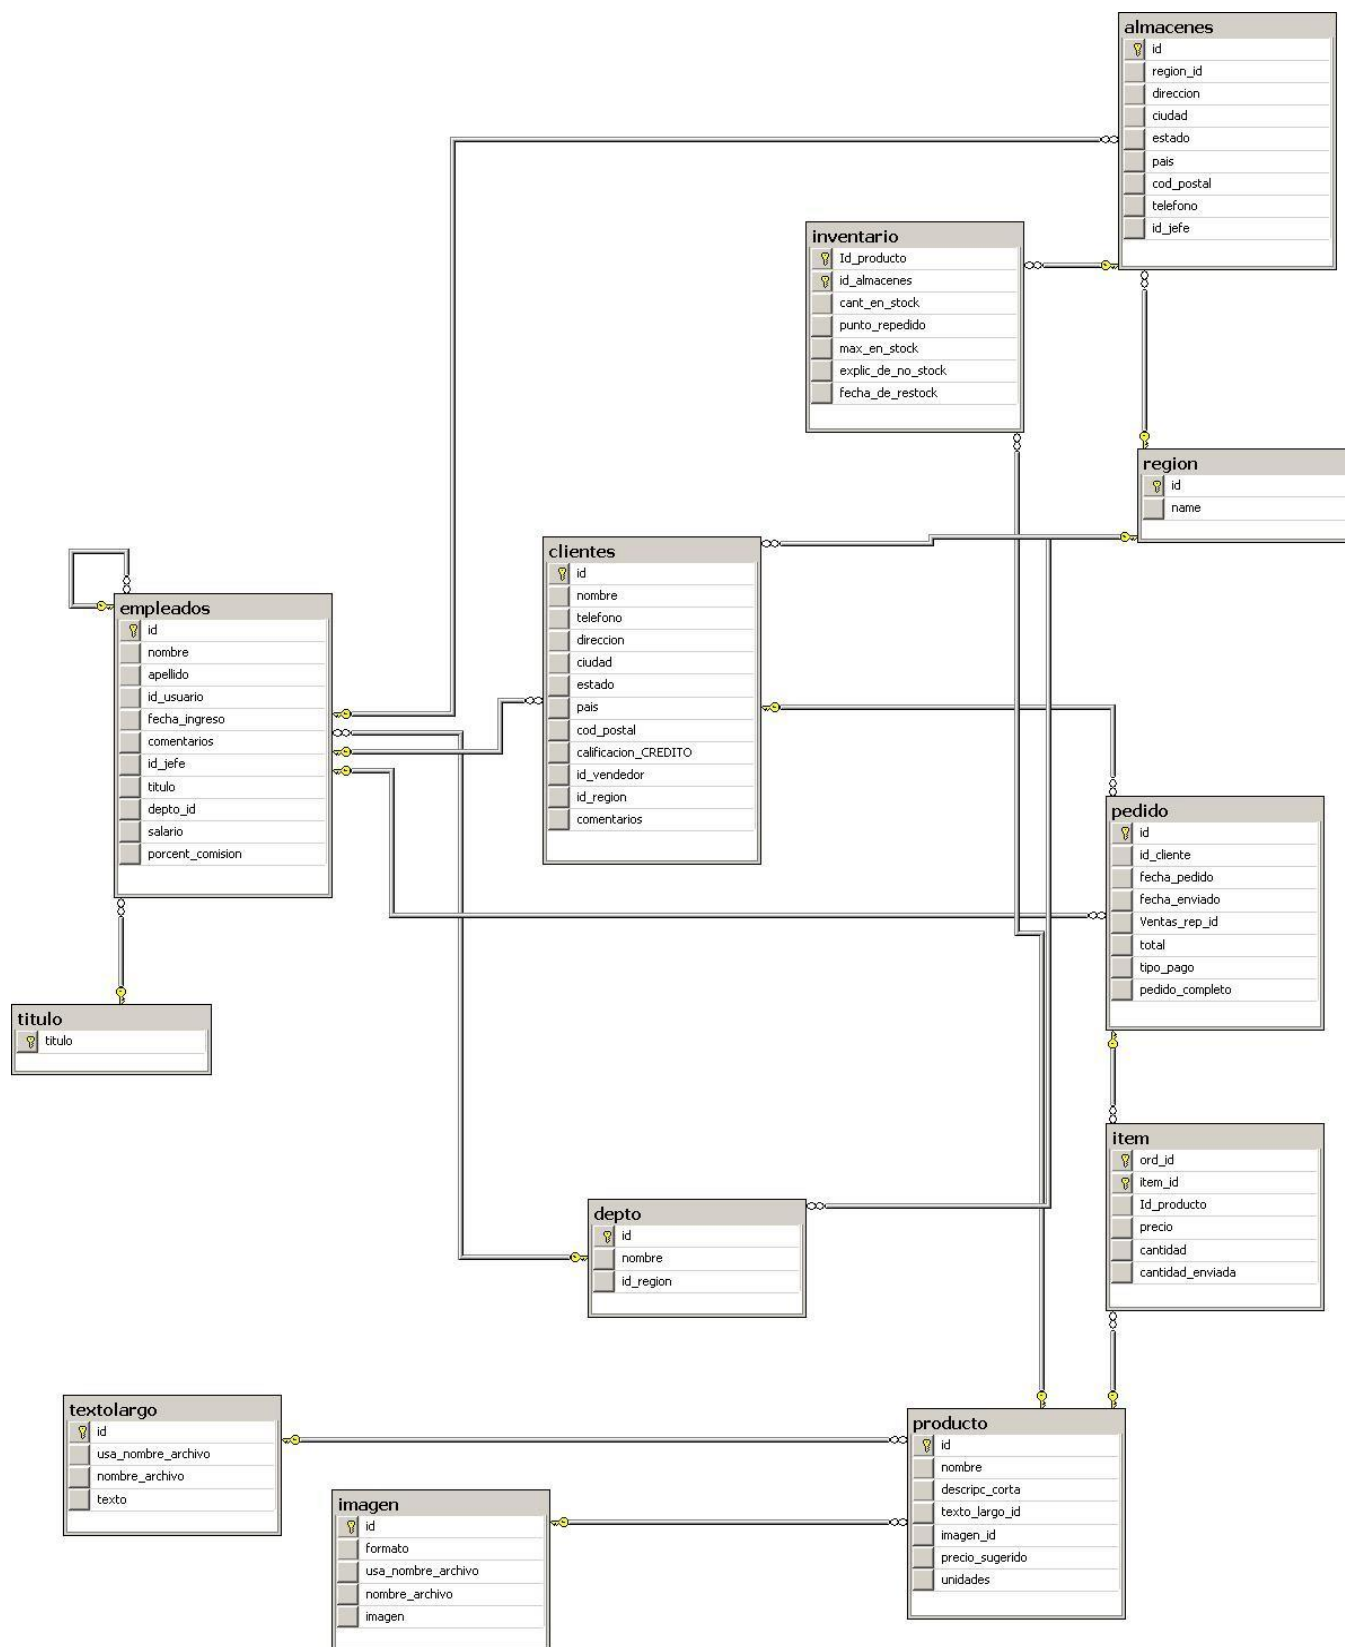 almacenes
id
region_id
direccion
ciudad
estado
pais
cod_postal
telefono
id_jefe
inventario
Id_producto
id_almacenes
cant_en_stock
punto_repedido
max_en_stock
explic_de_no_stock
fecha_de_restock
region
id
name
clientes
id
nombre
telefono
direccion
ciudad
estado
pais
cod_postal
calificacion_CREDITO
id_vendedor
id_region
comentarios
empleados
id
nombre
apellido
id_usuario
fecha_ingreso
comentarios
id_jefe
titulo
depto_id
salario
porcent_comision
pedido
id
id_cliente
fecha_pedido
fecha_enviado
Ventas_rep_id
total
tipo_pago
pedido_completo
titulo
titulo
item
ord_id
item_id
Id_producto
precio
cantidad
cantidad_enviada
depto
id
nombre
id_region
textolargo
id
usa_nombre_archivo
nombre_archivo
texto
producto
id
nombre
descripc_corta
texto_largo_id
imagen_id
precio_sugerido
unidades
imagen
id
formato
usa_nombre_archivo
nombre_archivo
imagen